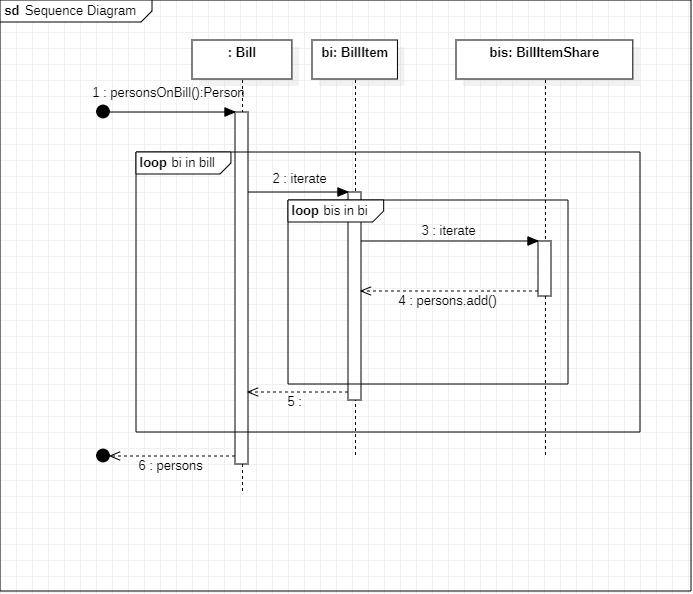 sd Sequence Diagram
: Bill
bi: BillItem
bis: BillItemShare
1 : personsOnBill():Person
loop bi in bill
2 : iterate
loop bis in bi
3 : iterate
4 : persons.add()
5 :
6 : persons